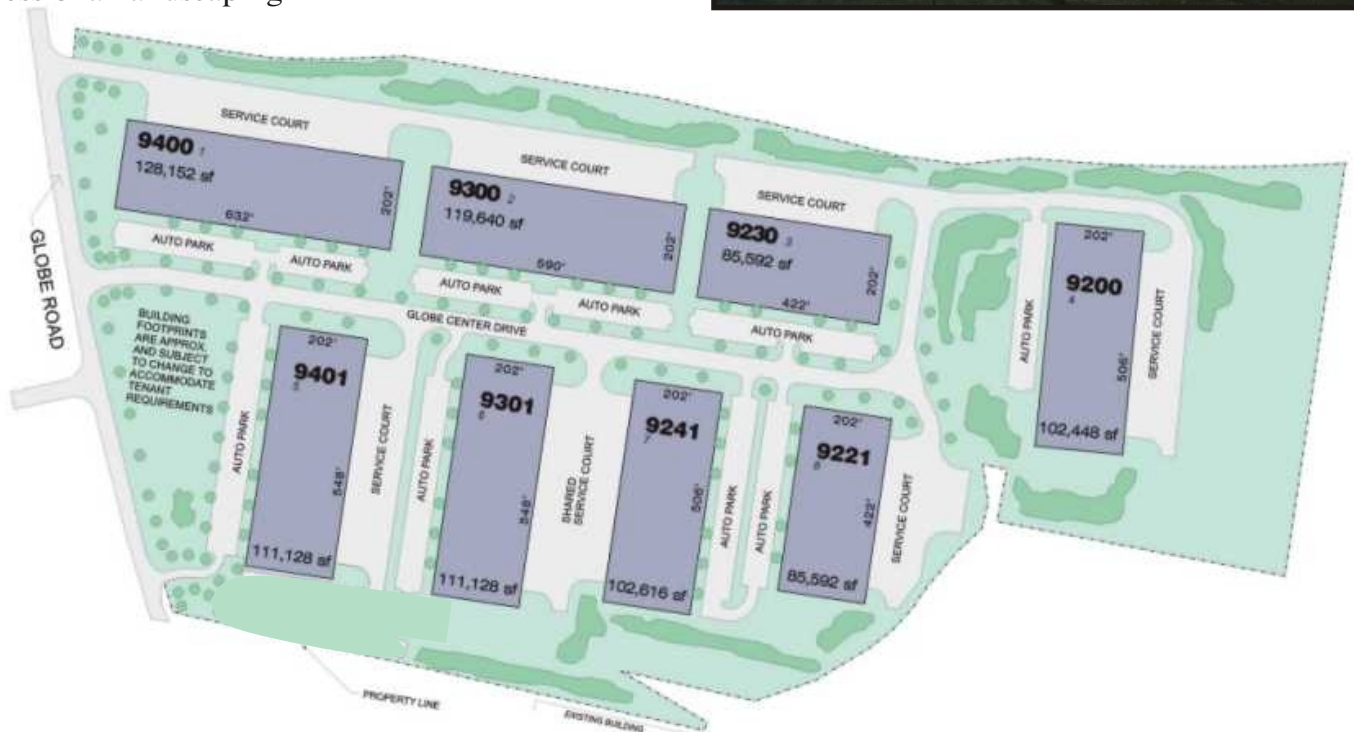 SERVICE COURT
9400 1
128,152 sf
202'
632'
SERVICE COURT
9300 2
119,640 sf
202'
590'
SERVICE COURT
9230 3
85,592 sf
202'
422'
202'
9200
4
506'
102,448 sf
AUTO PARK
SERVICE COURT
GLOBE ROAD
AUTO PARK
AUTO PARK
AUTO PARK
AUTO PARK
AUTO PARK
GLOBE CENTER DRIVE
BUILDING
FOOTPRINTS
ARE APPROX.
AND SUBJECT
TO CHANGE TO
ACCOMMODATE
TENANT
REQUIREMENTS
AUTO PARK
202'
9401
548'
111,128 sf
SERVICE COURT
AUTO PARK
202'
9301
6
548'
111,128 sf
SHARED
SERVICE COURT
202'
9241
7
506'
102,616 sf
AUTO PARK
AUTO PARK
202'
9221
8
422'
85,592 sf
SERVICE COURT
PROPERTY LINE
EXISTING BUILDING